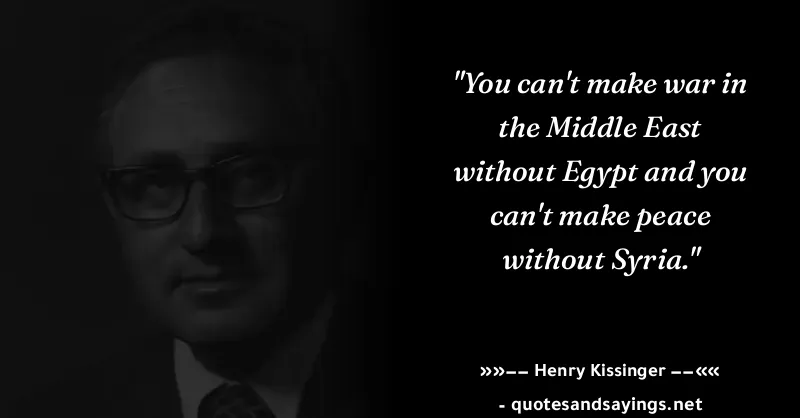 "You can't make war in
the Middle East
without Egypt and you
can't make peace
without Syria."
»»–– Henry Kissinger ––««
- quotesandsayings.net